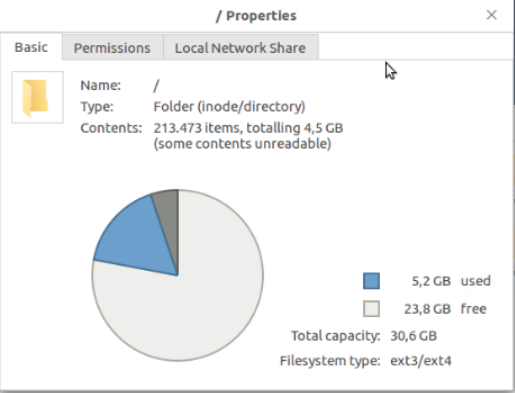 / Properties
Basic Permissions Local Network Share
Name: /
Type: Folder (inode/directory)
Contents: 213.473 items, totalling 4,5 GB
(some contents unreadable)
5,2 GB used
23,8 GB free
Total capacity: 30,6 GB
Filesystem type: ext3/ext4